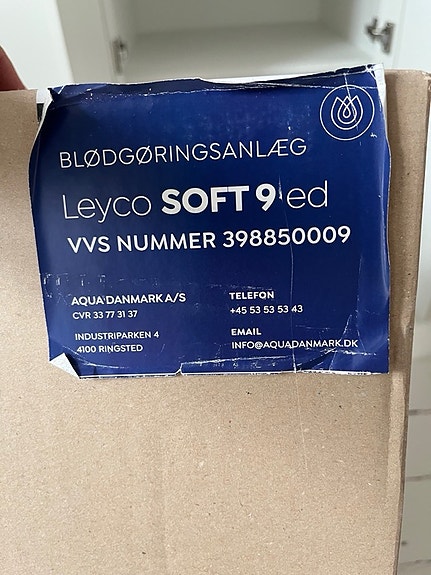 BLØDGØRINGSANLÆG
Leyco SOFT 9 ed
VVS NUMMER 398850009
AQUA DANMARK A/S
CVR 33 77 31 37
INDUSTRIPARKEN 4
4100 RINGSTED
TELEFON
+45 53 53 53 43
EMAIL
INFO@AQUADANMARK.DK